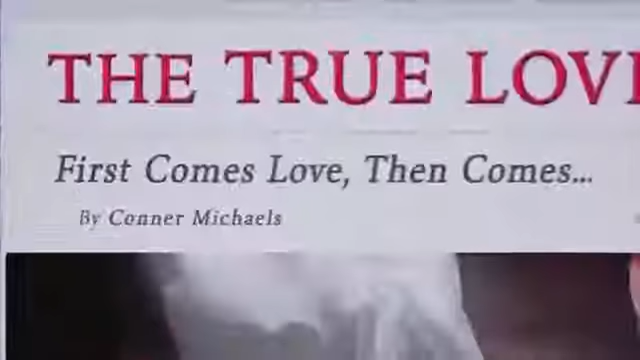 THE TRUE LOV
First Comes Love, Then Comes...
By Conner Michaels